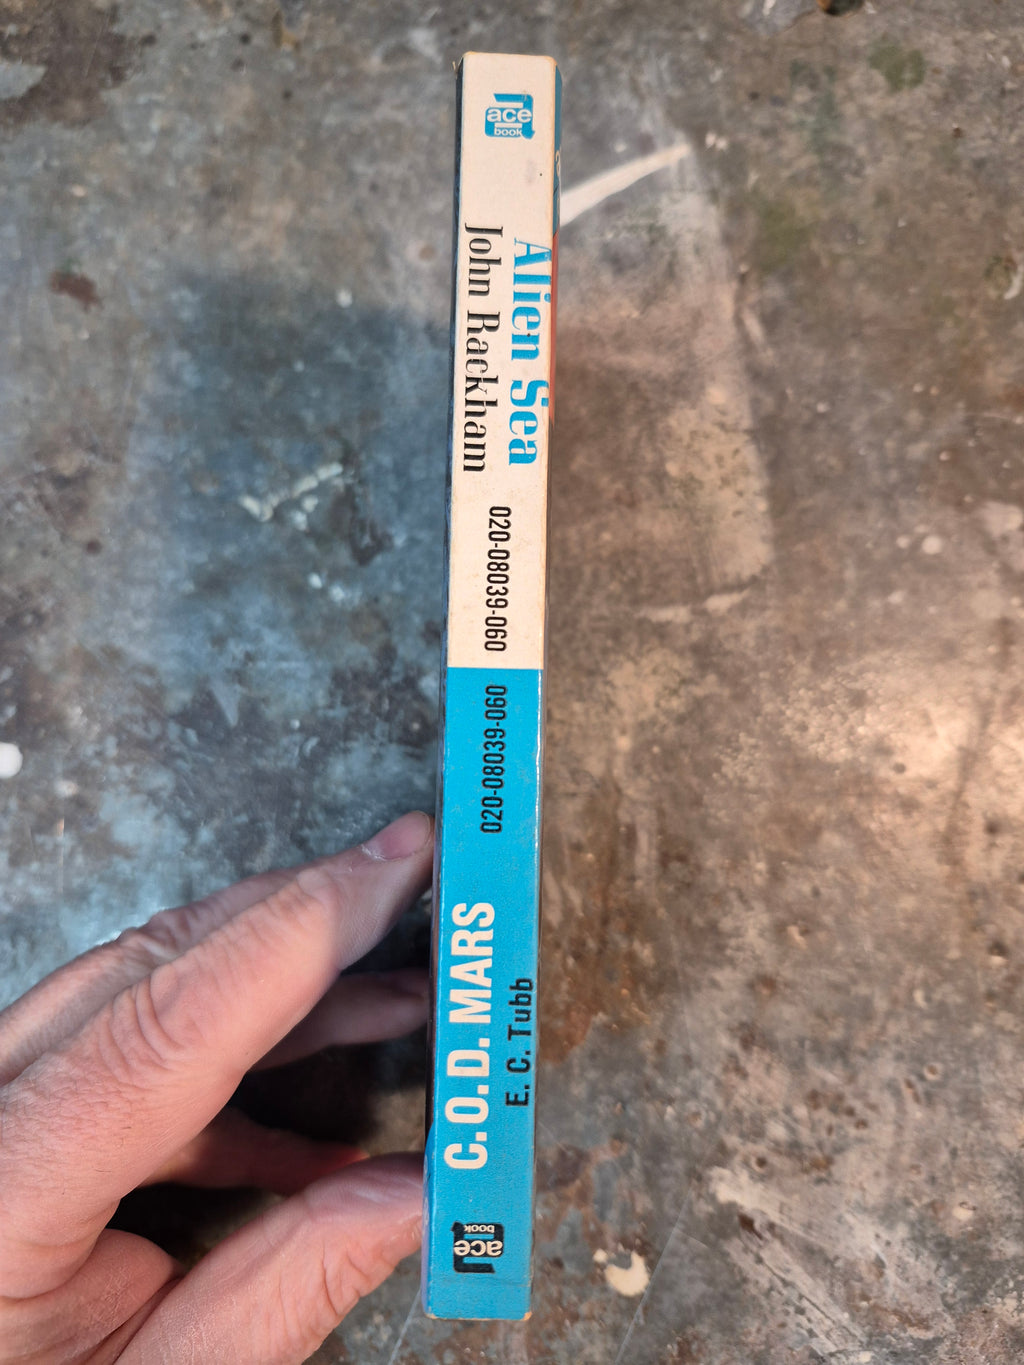 ace
book
Alien Sea
John Rackham
020-08039-060
020-08039-060
C.O.D. MARS
E. C. Tubb
ace
book